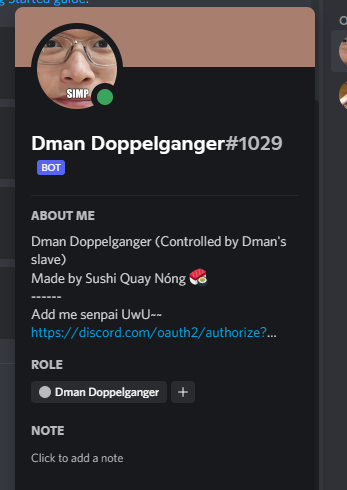 g Started guide!
SIMP
Dman Doppelganger#1029
BOT
ABOUT ME
Dman Doppelganger (Controlled by Dman's
slave)
Made by Sushi Quay Nóng 🍣
------
Add me senpai UwU~~
https://discord.com/oauth2/authorize?...
ROLE
Dman Doppelganger +
NOTE
Click to add a note